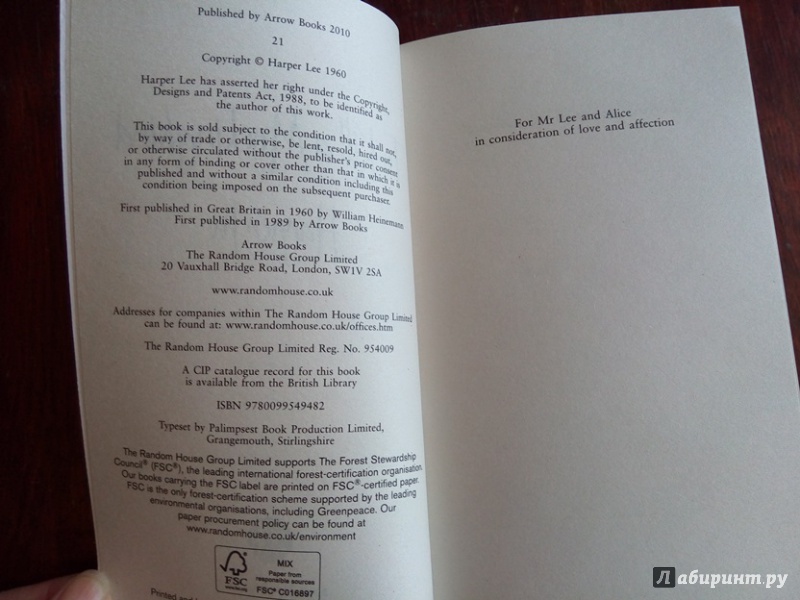 Published by Arrow Books 2010
21
Copyright © Harper Lee 1960
Harper Lee has asserted her right under the Copyright,
Designs and Patents Act, 1988, to be identified as
the author of this work.
This book is sold subject to the condition that it shall not,
by way of trade or otherwise, be lent, resold, hired out,
or otherwise circulated without the publisher's prior consent
in any form of binding or cover other than that in which it is
published and without a similar condition including this
condition being imposed on the subsequent purchaser.
First published in Great Britain in 1960 by William Heinemann
First published in 1989 by Arrow Books
Arrow Books
The Random House Group Limited
20 Vauxhall Bridge Road, London, SW1V 2SA
www.randomhouse.co.uk
Addresses for companies within The Random House Group Limited
can be found at: www.randomhouse.co.uk/offices.htm
The Random House Group Limited Reg. No. 954009
A CIP catalogue record for this book
is available from the British Library
ISBN 9780099549482
Typeset by Palimpsest Book Production Limited,
Grangemouth, Stirlingshire
The Random House Group Limited supports The Forest Stewardship
Council® (FSC®), the leading international forest-certification organisation.
Our books carrying the FSC label are printed on FSC®-certified paper.
FSC is the only forest-certification scheme supported by the leading
environmental organisations, including Greenpeace. Our
paper procurement policy can be found at
www.randomhouse.co.uk/environment
FSC
MIX
Paper from
responsible sources
FSC® C016897
Printed and
For Mr Lee and Alice
in consideration of love and affection
Лабиринт.ру